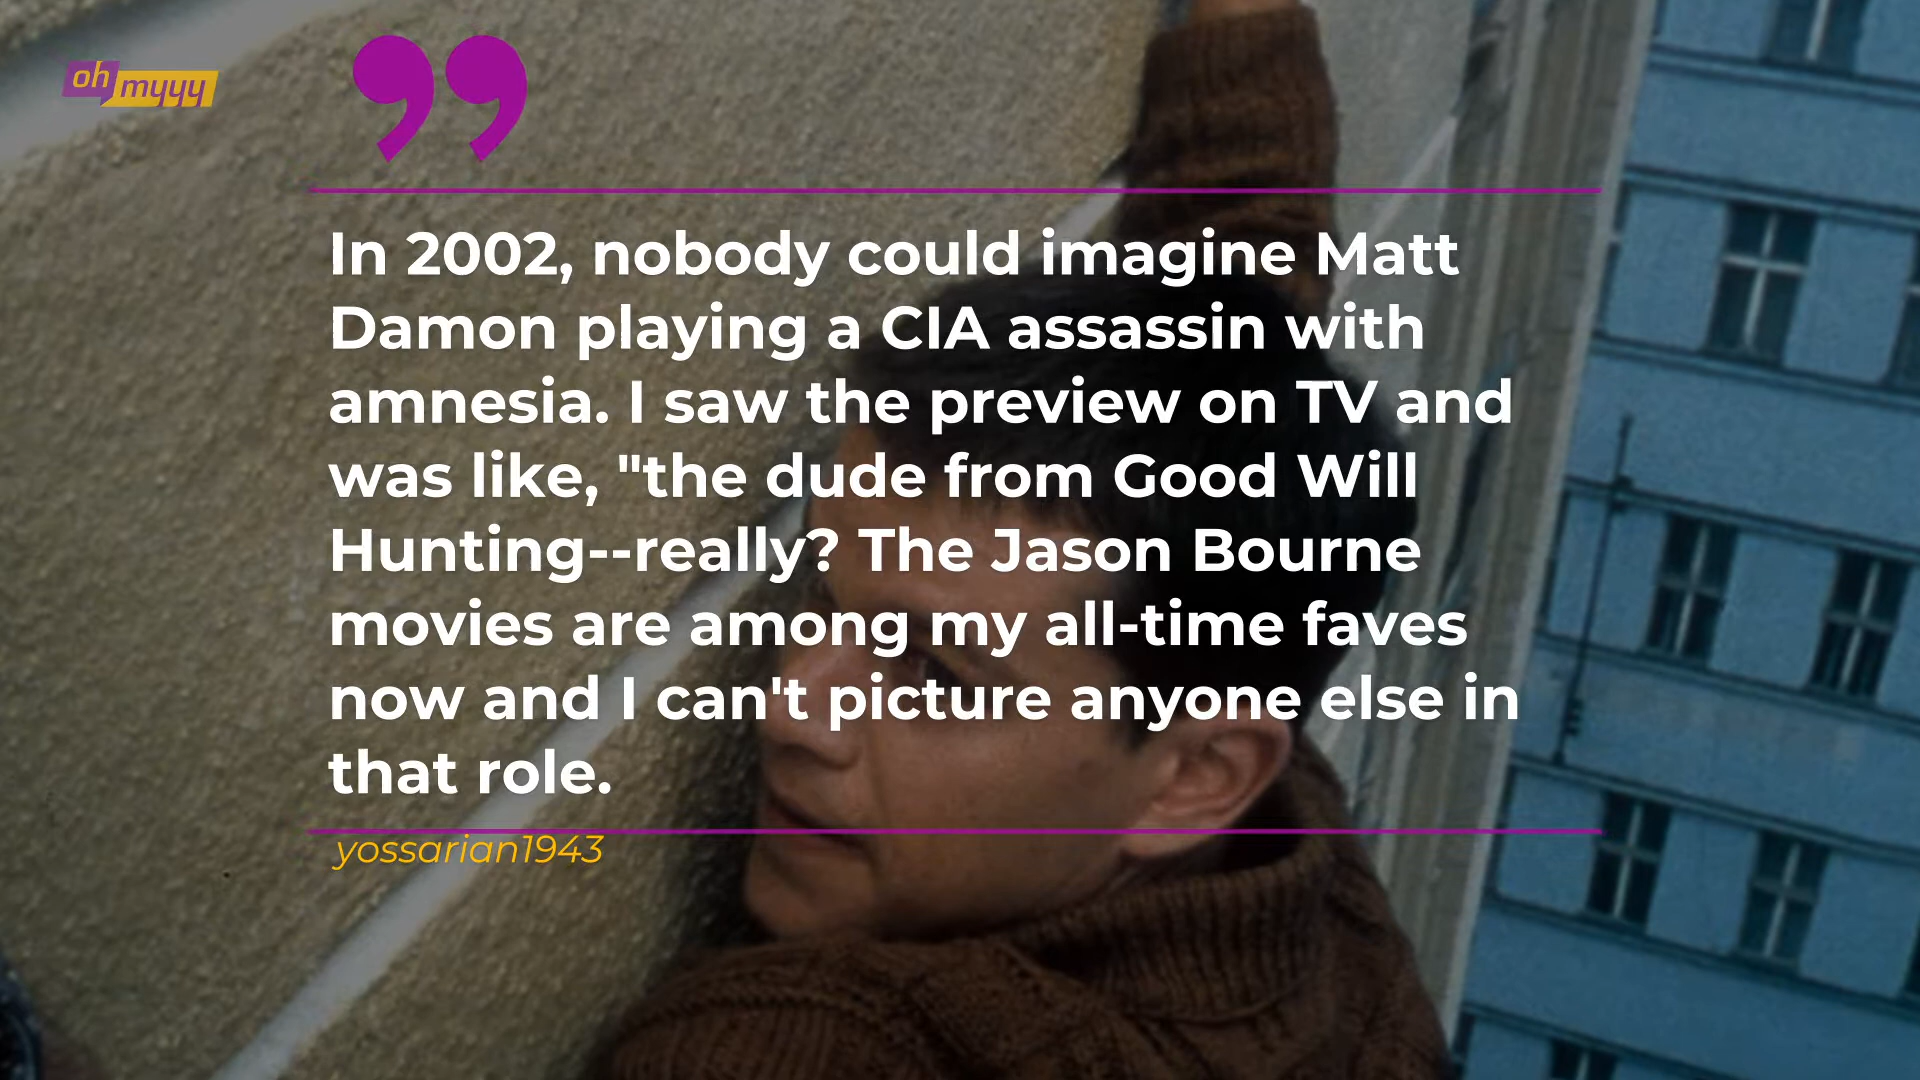 oh
myyy
”
In 2002, nobody could imagine Matt
Damon playing a CIA assassin with
amnesia. I saw the preview on TV and
was like, "the dude from Good Will
Hunting--really? The Jason Bourne
movies are among my all-time faves
now and I can't picture anyone else in
that role.
yossarian1943